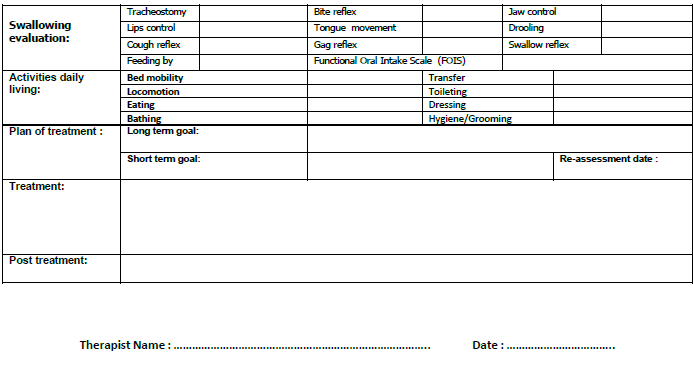 Swallowing evaluation:
Tracheostomy Bite reflex Jaw control
Lips control Tongue movement Drooling
Cough reflex Gag reflex Swallow reflex
Feeding by Functional Oral Intake Scale (FOIS)
Activities daily living:
Bed mobility Transfer
Locomotion Toileting
Eating Dressing
Bathing Hygiene/Grooming
Plan of treatment : Long term goal:
Short term goal: Re-assessment date :
Treatment:
Post treatment:
Therapist Name : ……………………………………………………………………….. Date : ……………………………..